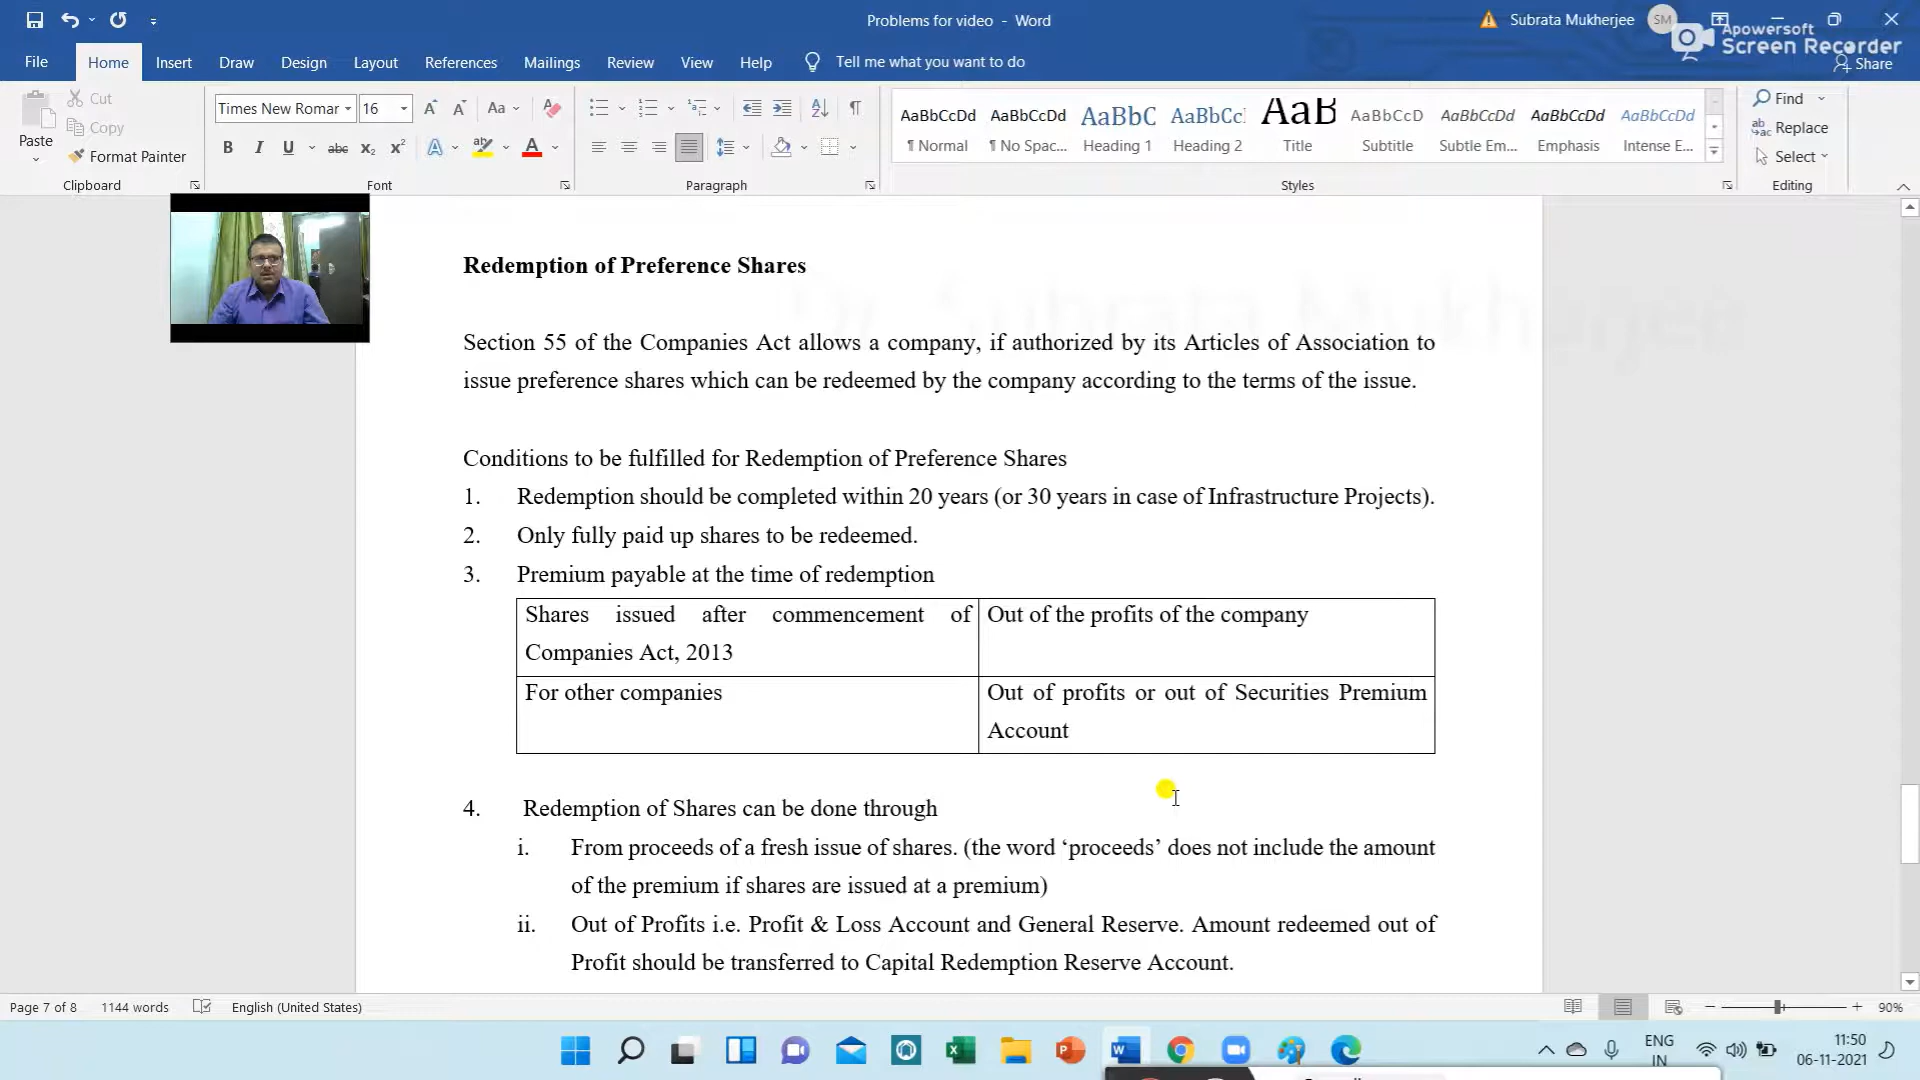 Problems for video - Word
Subrata Mukherjee
SM
Apowersoft
Screen Recorder
File Home Insert Draw Design Layout References Mailings Review View Help Tell me what you want to do
Share
Paste
Cut
Copy
Format Painter
Clipboard
Times New Romar 16
Font
Paragraph
AaBbCcDd AaBbCcDd AaBbC AaBbCc AaB AaBbCcD AaBbCcDd AaBbCcDd AaBbCcDd
¶ Normal ¶ No Spac... Heading 1 Heading 2 Title Subtitle Subtle Em... Emphasis Intense E...
Styles
Find
Replace
Select
Editing
Dr. Subrata Mukherjee
Redemption of Preference Shares
Section 55 of the Companies Act allows a company, if authorized by its Articles of Association to
issue preference shares which can be redeemed by the company according to the terms of the issue.
Conditions to be fulfilled for Redemption of Preference Shares
1. Redemption should be completed within 20 years (or 30 years in case of Infrastructure Projects).
2. Only fully paid up shares to be redeemed.
3. Premium payable at the time of redemption
Shares issued after commencement of
Companies Act, 2013
Out of the profits of the company
For other companies
Out of profits or out of Securities Premium
Account
4. Redemption of Shares can be done through
i. From proceeds of a fresh issue of shares. (the word ‘proceeds’ does not include the amount
of the premium if shares are issued at a premium)
ii. Out of Profits i.e. Profit & Loss Account and General Reserve. Amount redeemed out of
Profit should be transferred to Capital Redemption Reserve Account.
Page 7 of 8 1144 words English (United States) 90%
ENG
IN
11:50
06-11-2021